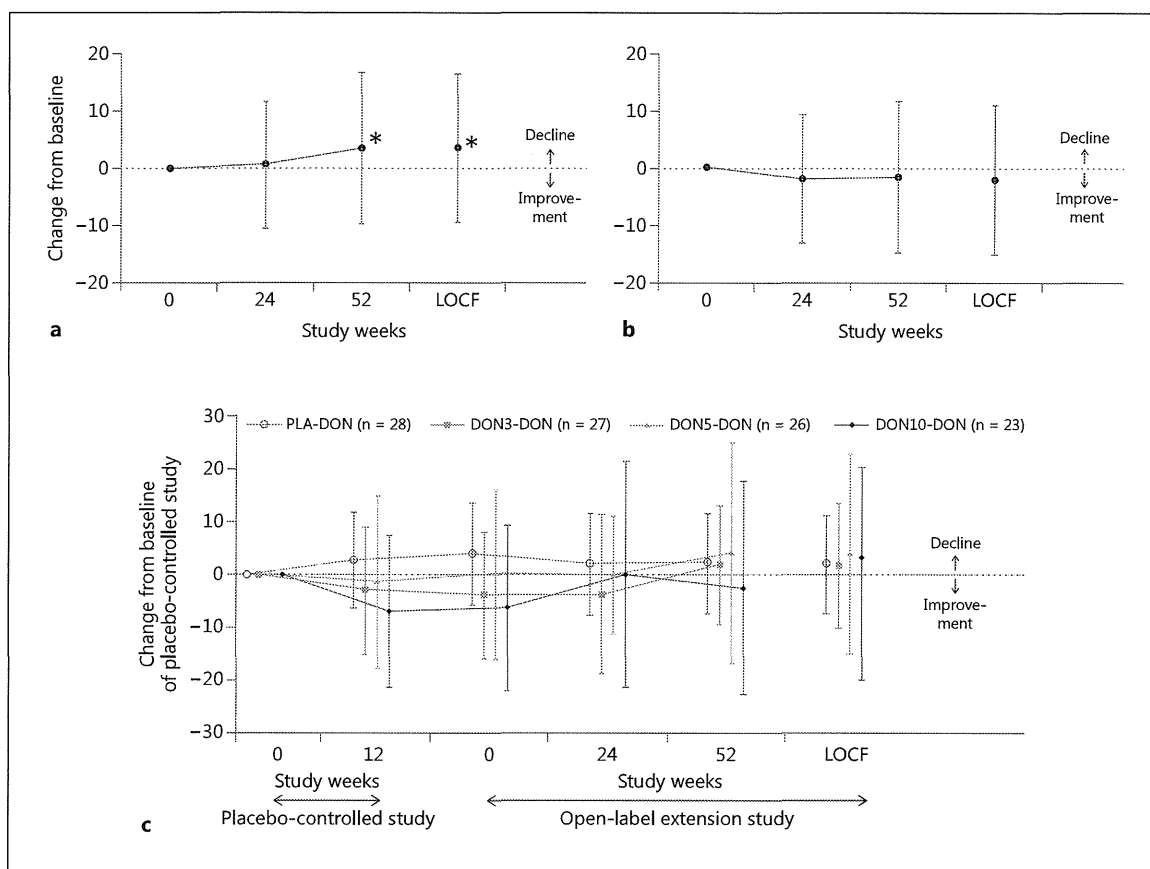 20
10
0
−10
−20
Change from baseline
*
*
Decline
Improve-
ment
0 24 52 LOCF
Study weeks
a
20
10
0
−10
−20
Decline
Improve-
ment
0 24 52 LOCF
Study weeks
b
30
20
10
0
−10
−20
−30
Change from baseline
of placebo-controlled study
PLA-DON (n = 28) DON3-DON (n = 27) DON5-DON (n = 26) DON10-DON (n = 23)
Decline
Improve-
ment
0 12 0 24 52 LOCF
Study weeks Study weeks
Placebo-controlled study Open-label extension study
c